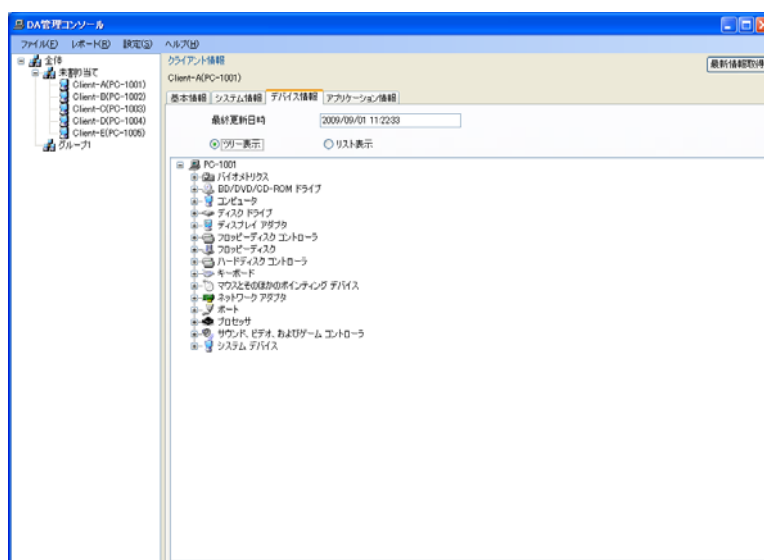 DA管理コンソール
ファイル(F) レポート(R) 設定(S) ヘルプ(H)
全体
未割り当て
Client-A(PC-1001)
Client-B(PC-1002)
Client-C(PC-1003)
Client-D(PC-1004)
Client-E(PC-1005)
グループ1
クライアント情報
最新情報取得
Client-A(PC-1001)
基本情報 システム情報 デバイス情報 アプリケーション情報
最終更新日時 2009/09/01 11:22:33
ツリー表示 リスト表示
PC-1001
バイオメトリクス
BD/DVD/CD-ROM ドライブ
コンピュータ
ディスク ドライブ
ディスプレイ アダプタ
フロッピーディスク コントローラ
フロッピーディスク
ハードディスク コントローラ
キーボード
マウスとそのほかのポインティング デバイス
ネットワーク アダプタ
ポート
プロセッサ
サウンド、ビデオ、およびゲーム コントローラ
システム デバイス